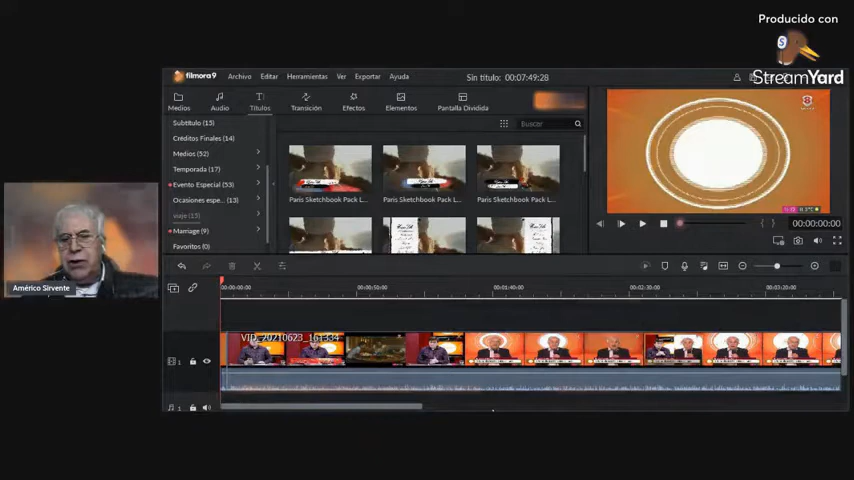 Producido con
StreamYard
filmora9
Archivo
Editar
Herramientas
Ver
Exportar
Ayuda
Sin título: 00:07:49:28
Medios
Audio
Títulos
Transición
Efectos
Elementos
Pantalla Dividida
Subtítulo (15)
Créditos Finales (14)
Medios (52)
Temporada (17)
Evento Especial (53)
Ocasiones espe... (13)
viaje (15)
Marriage (9)
Favoritos (0)
Buscar
Paris Sketchbook Pack L...
Paris Sketchbook Pack L...
Paris Sketchbook Pack L...
8
00:00:00:00
00:00:00:00
00:00:50:00
00:01:40:00
00:02:30:00
00:03:20:00
VID_20210623_161334
1
1
Américo Sirvente